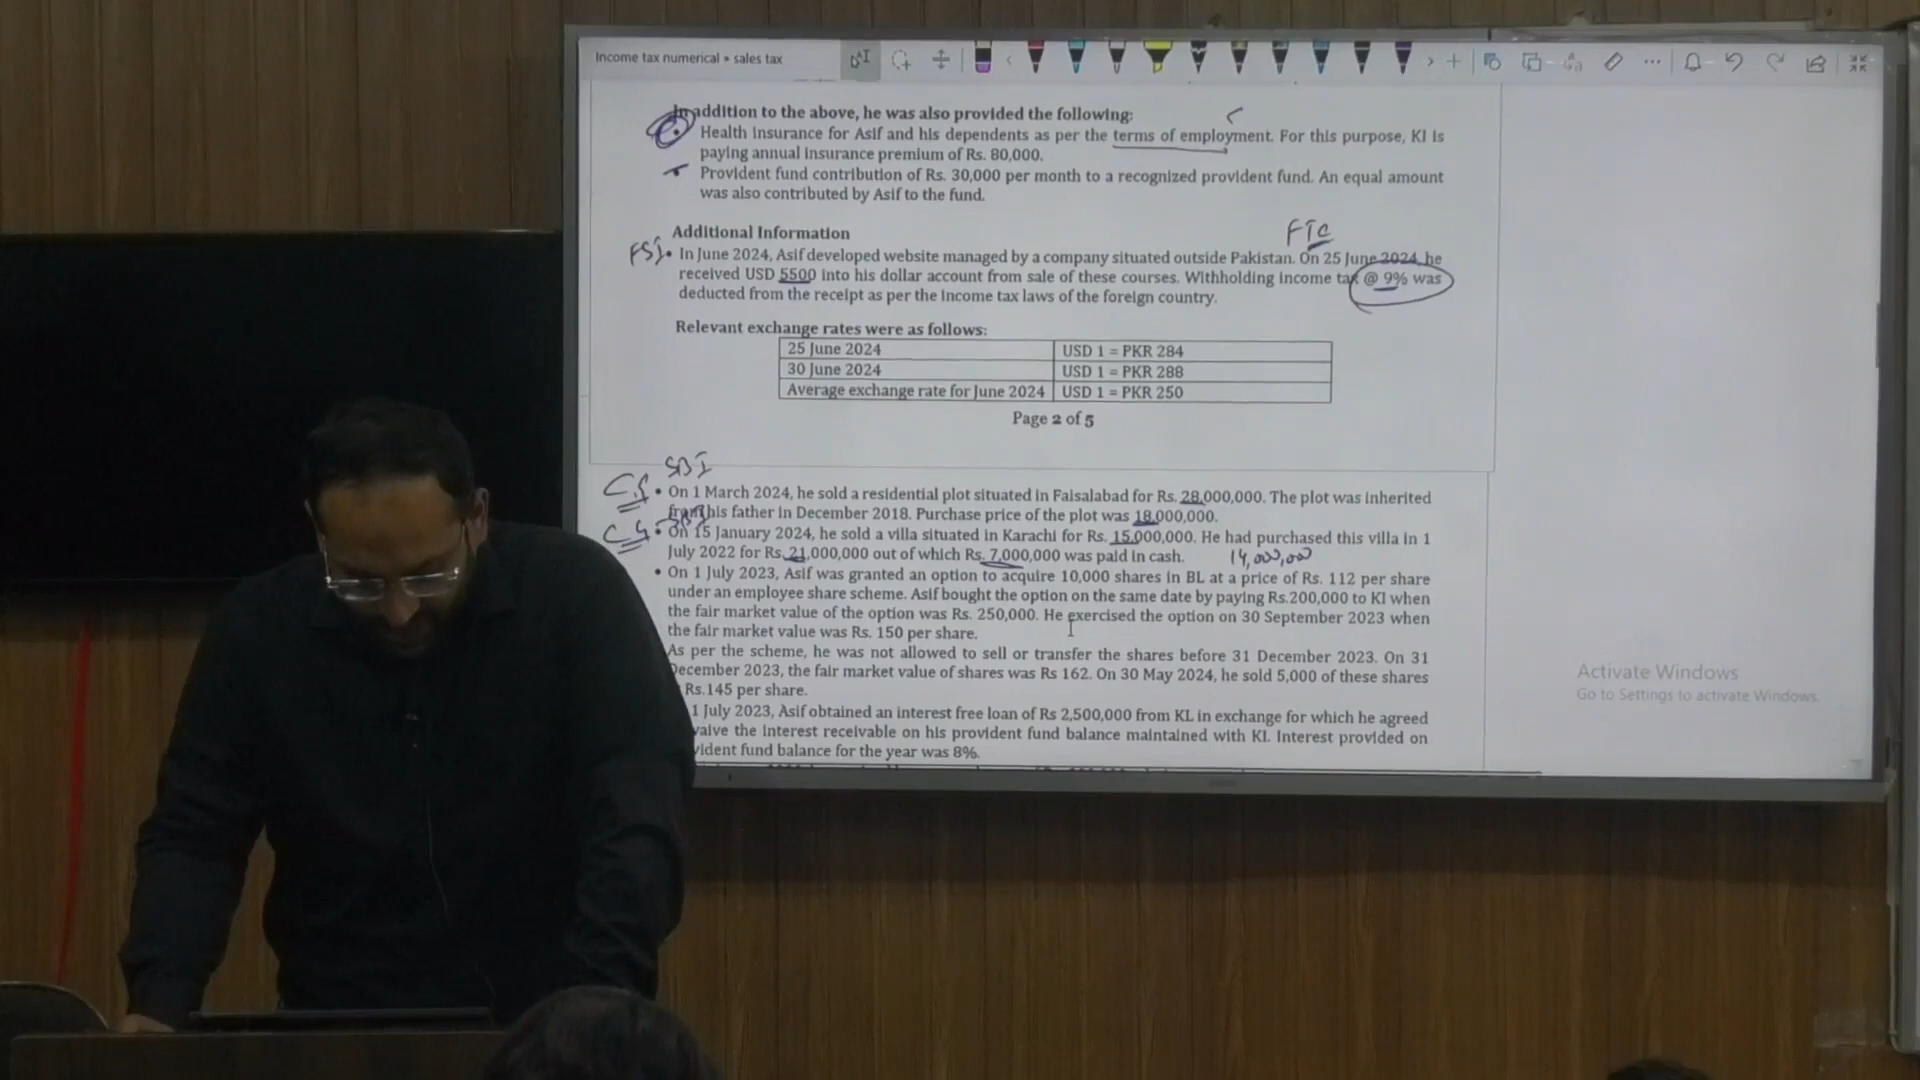 Income tax numerical » sales tax
In addition to the above, he was also provided the following:
Health insurance for Asif and his dependents as per the terms of employment. For this purpose, KI is
paying annual insurance premium of Rs. 80,000.
Provident fund contribution of Rs. 30,000 per month to a recognized provident fund. An equal amount
was also contributed by Asif to the fund.
FTC
Additional Information
FSI • In June 2024, Asif developed website managed by a company situated outside Pakistan. On 25 June 2024, he
received USD 5500 into his dollar account from sale of these courses. Withholding income tax @ 9% was
deducted from the receipt as per the income tax laws of the foreign country.
Relevant exchange rates were as follows:
25 June 2024 USD 1 = PKR 284
30 June 2024 USD 1 = PKR 288
Average exchange rate for June 2024 USD 1 = PKR 250
Page 2 of 5
SBI
• On 1 March 2024, he sold a residential plot situated in Faisalabad for Rs. 28,000,000. The plot was inherited
from his father in December 2018. Purchase price of the plot was 18,000,000.
C.G • On 15 January 2024, he sold a villa situated in Karachi for Rs. 15,000,000. He had purchased this villa in 1
July 2022 for Rs. 21,000,000 out of which Rs. 7,000,000 was paid in cash. 14,000,000
• On 1 July 2023, Asif was granted an option to acquire 10,000 shares in BL at a price of Rs. 112 per share
under an employee share scheme. Asif bought the option on the same date by paying Rs.200,000 to KI when
the fair market value of the option was Rs. 250,000. He exercised the option on 30 September 2023 when
the fair market value was Rs. 150 per share.
As per the scheme, he was not allowed to sell or transfer the shares before 31 December 2023. On 31
December 2023, the fair market value of shares was Rs 162. On 30 May 2024, he sold 5,000 of these shares
Rs.145 per share.
1 July 2023, Asif obtained an interest free loan of Rs 2,500,000 from KL in exchange for which he agreed
vaive the interest receivable on his provident fund balance maintained with KI. Interest provided on
vident fund balance for the year was 8%.
Activate Windows
Go to Settings to activate Windows.